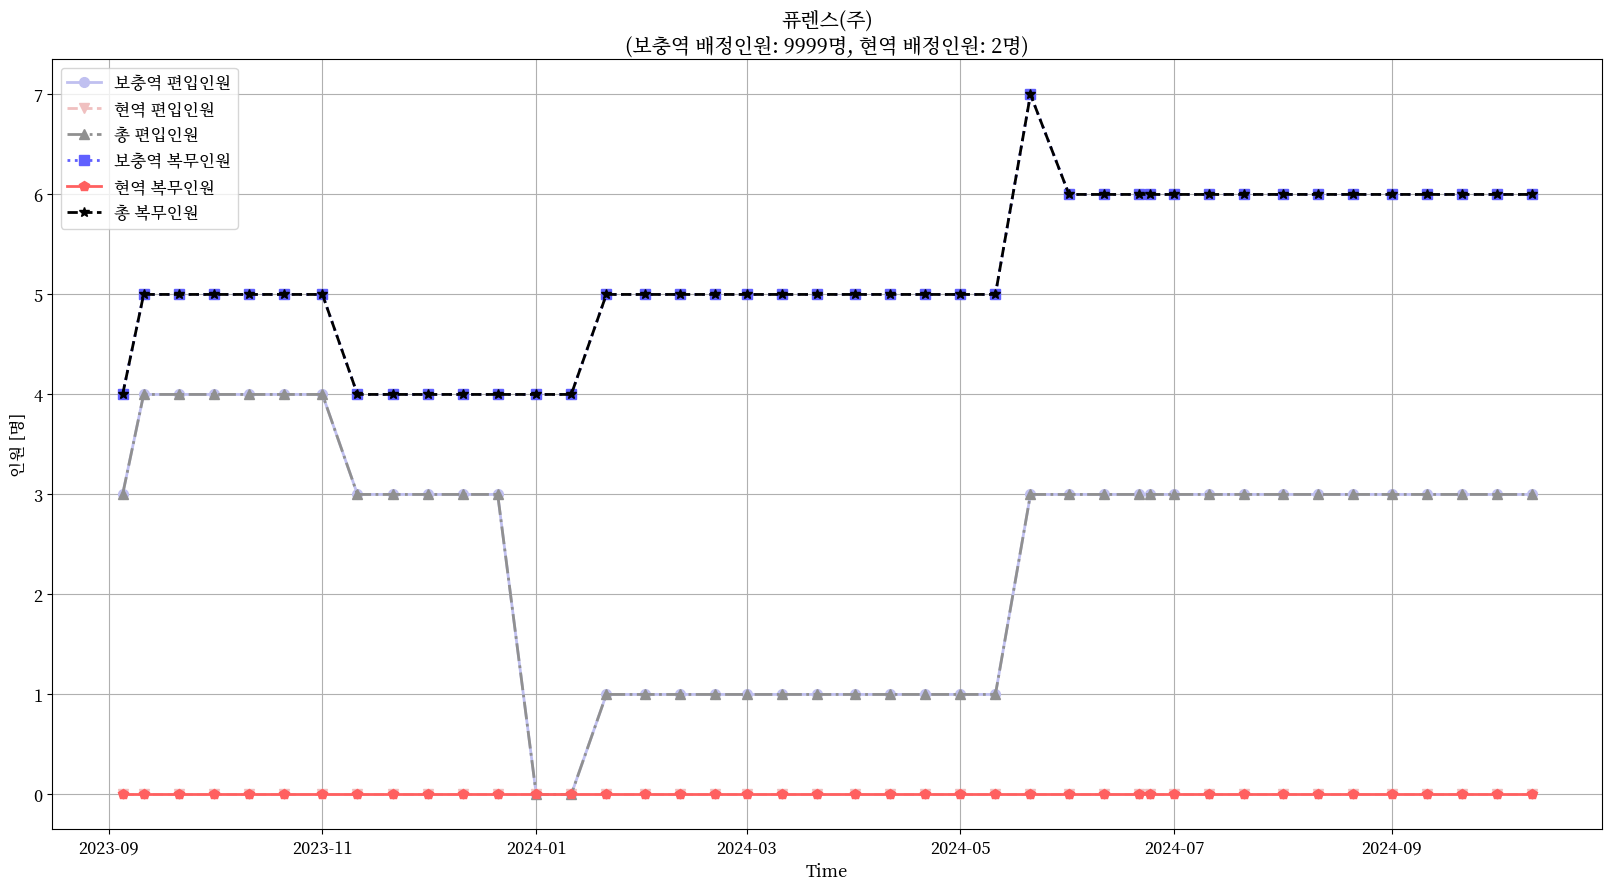 퓨렌스(주)
(보충역 배정인원: 9999명, 현역 배정인원: 2명)
보충역 편입인원
현역 편입인원
총 편입인원
보충역 복무인원
현역 복무인원
총 복무인원
7
6
5
4
3
2
1
0
인원 [명]
2023-09
2023-11
2024-01
2024-03
2024-05
2024-07
2024-09
Time